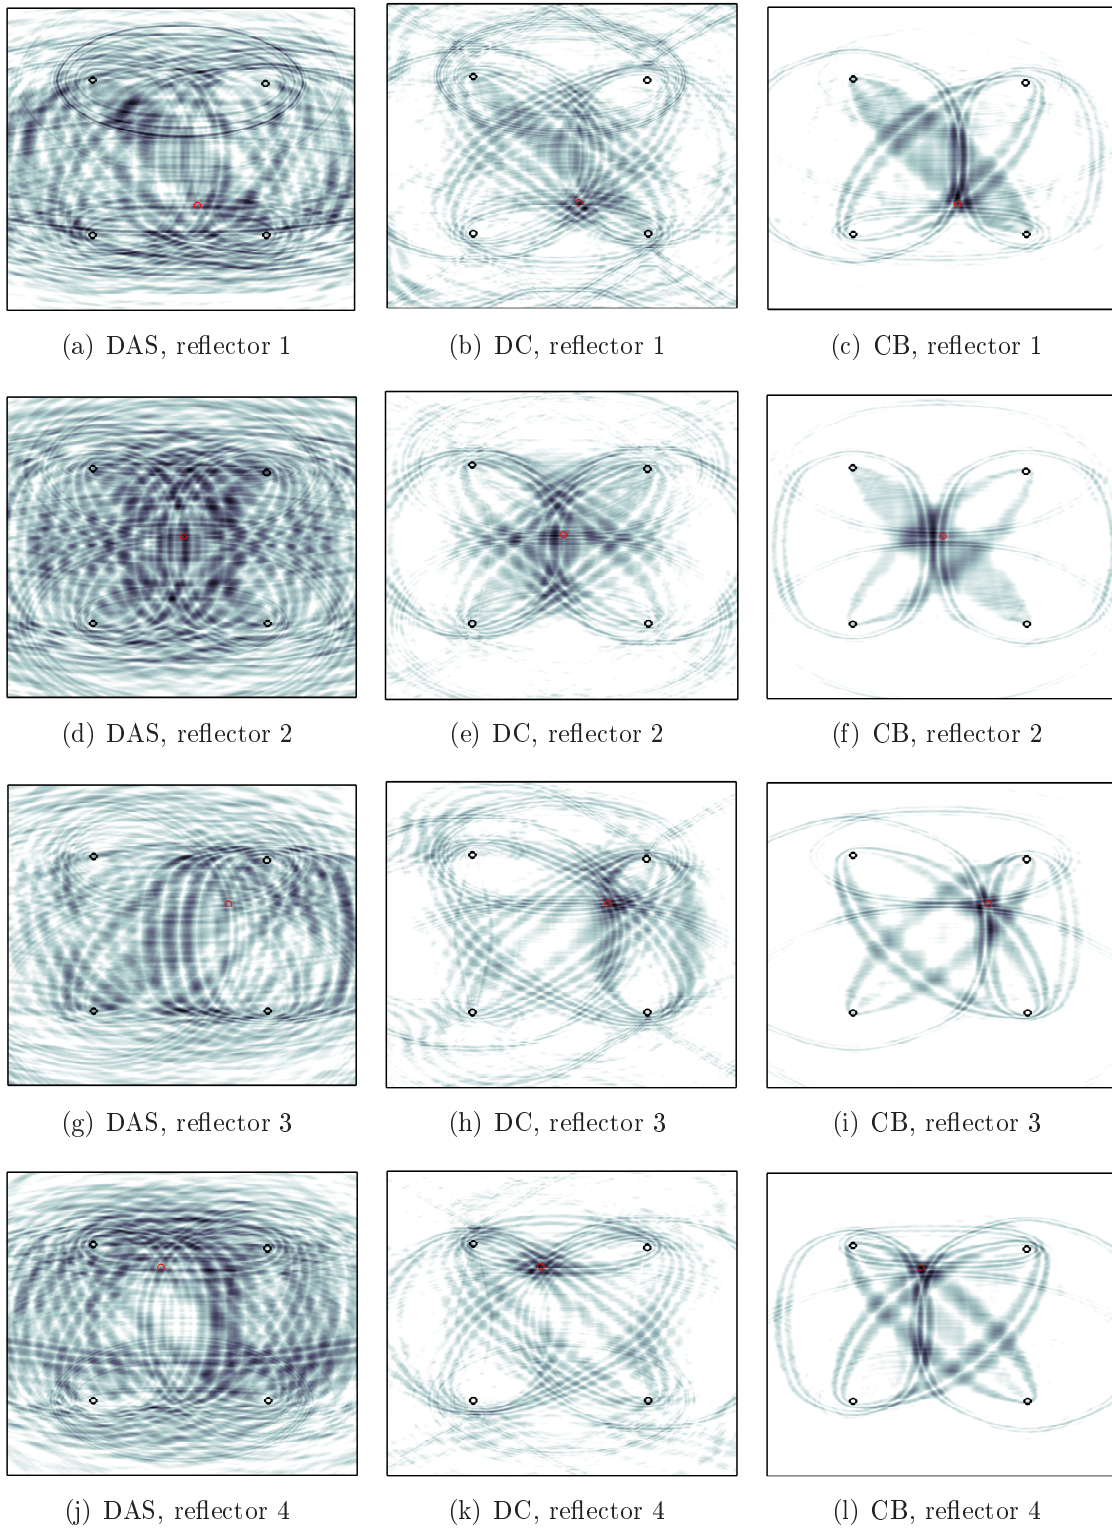 (a) DAS, reflector 1
(b) DC, reflector 1
(c) CB, reflector 1
(d) DAS, reflector 2
(e) DC, reflector 2
(f) CB, reflector 2
(g) DAS, reflector 3
(h) DC, reflector 3
(i) CB, reflector 3
(j) DAS, reflector 4
(k) DC, reflector 4
(l) CB, reflector 4